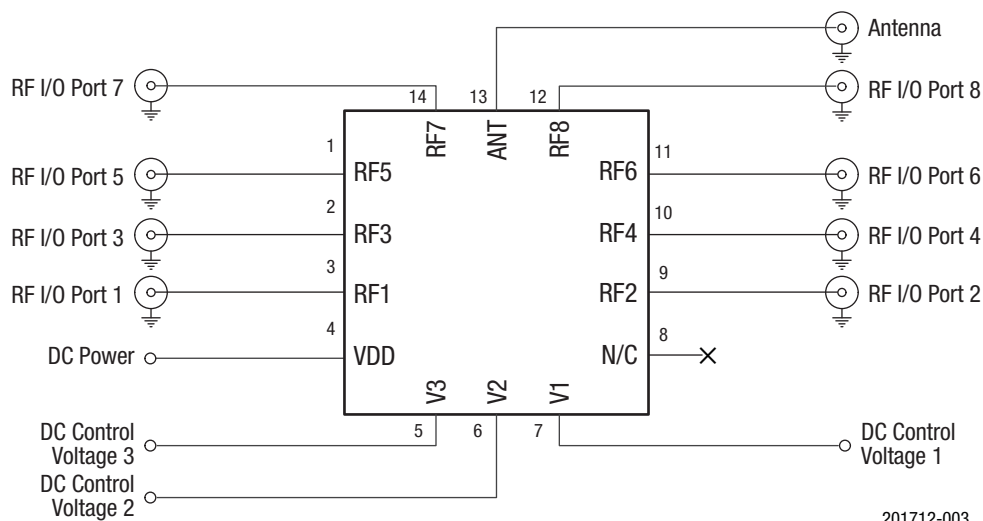 Antenna
RF I/O Port 7
14
13
12
RF I/O Port 8
RF7
ANT
RF8
1
11
RF I/O Port 5
RF5
RF6
RF I/O Port 6
2
10
RF I/O Port 3
RF3
RF4
RF I/O Port 4
3
9
RF I/O Port 1
RF1
RF2
RF I/O Port 2
4
8
DC Power
VDD
N/C
V3
V2
V1
5
6
7
DC Control
Voltage 3
DC Control
Voltage 1
DC Control
Voltage 2
201712-003